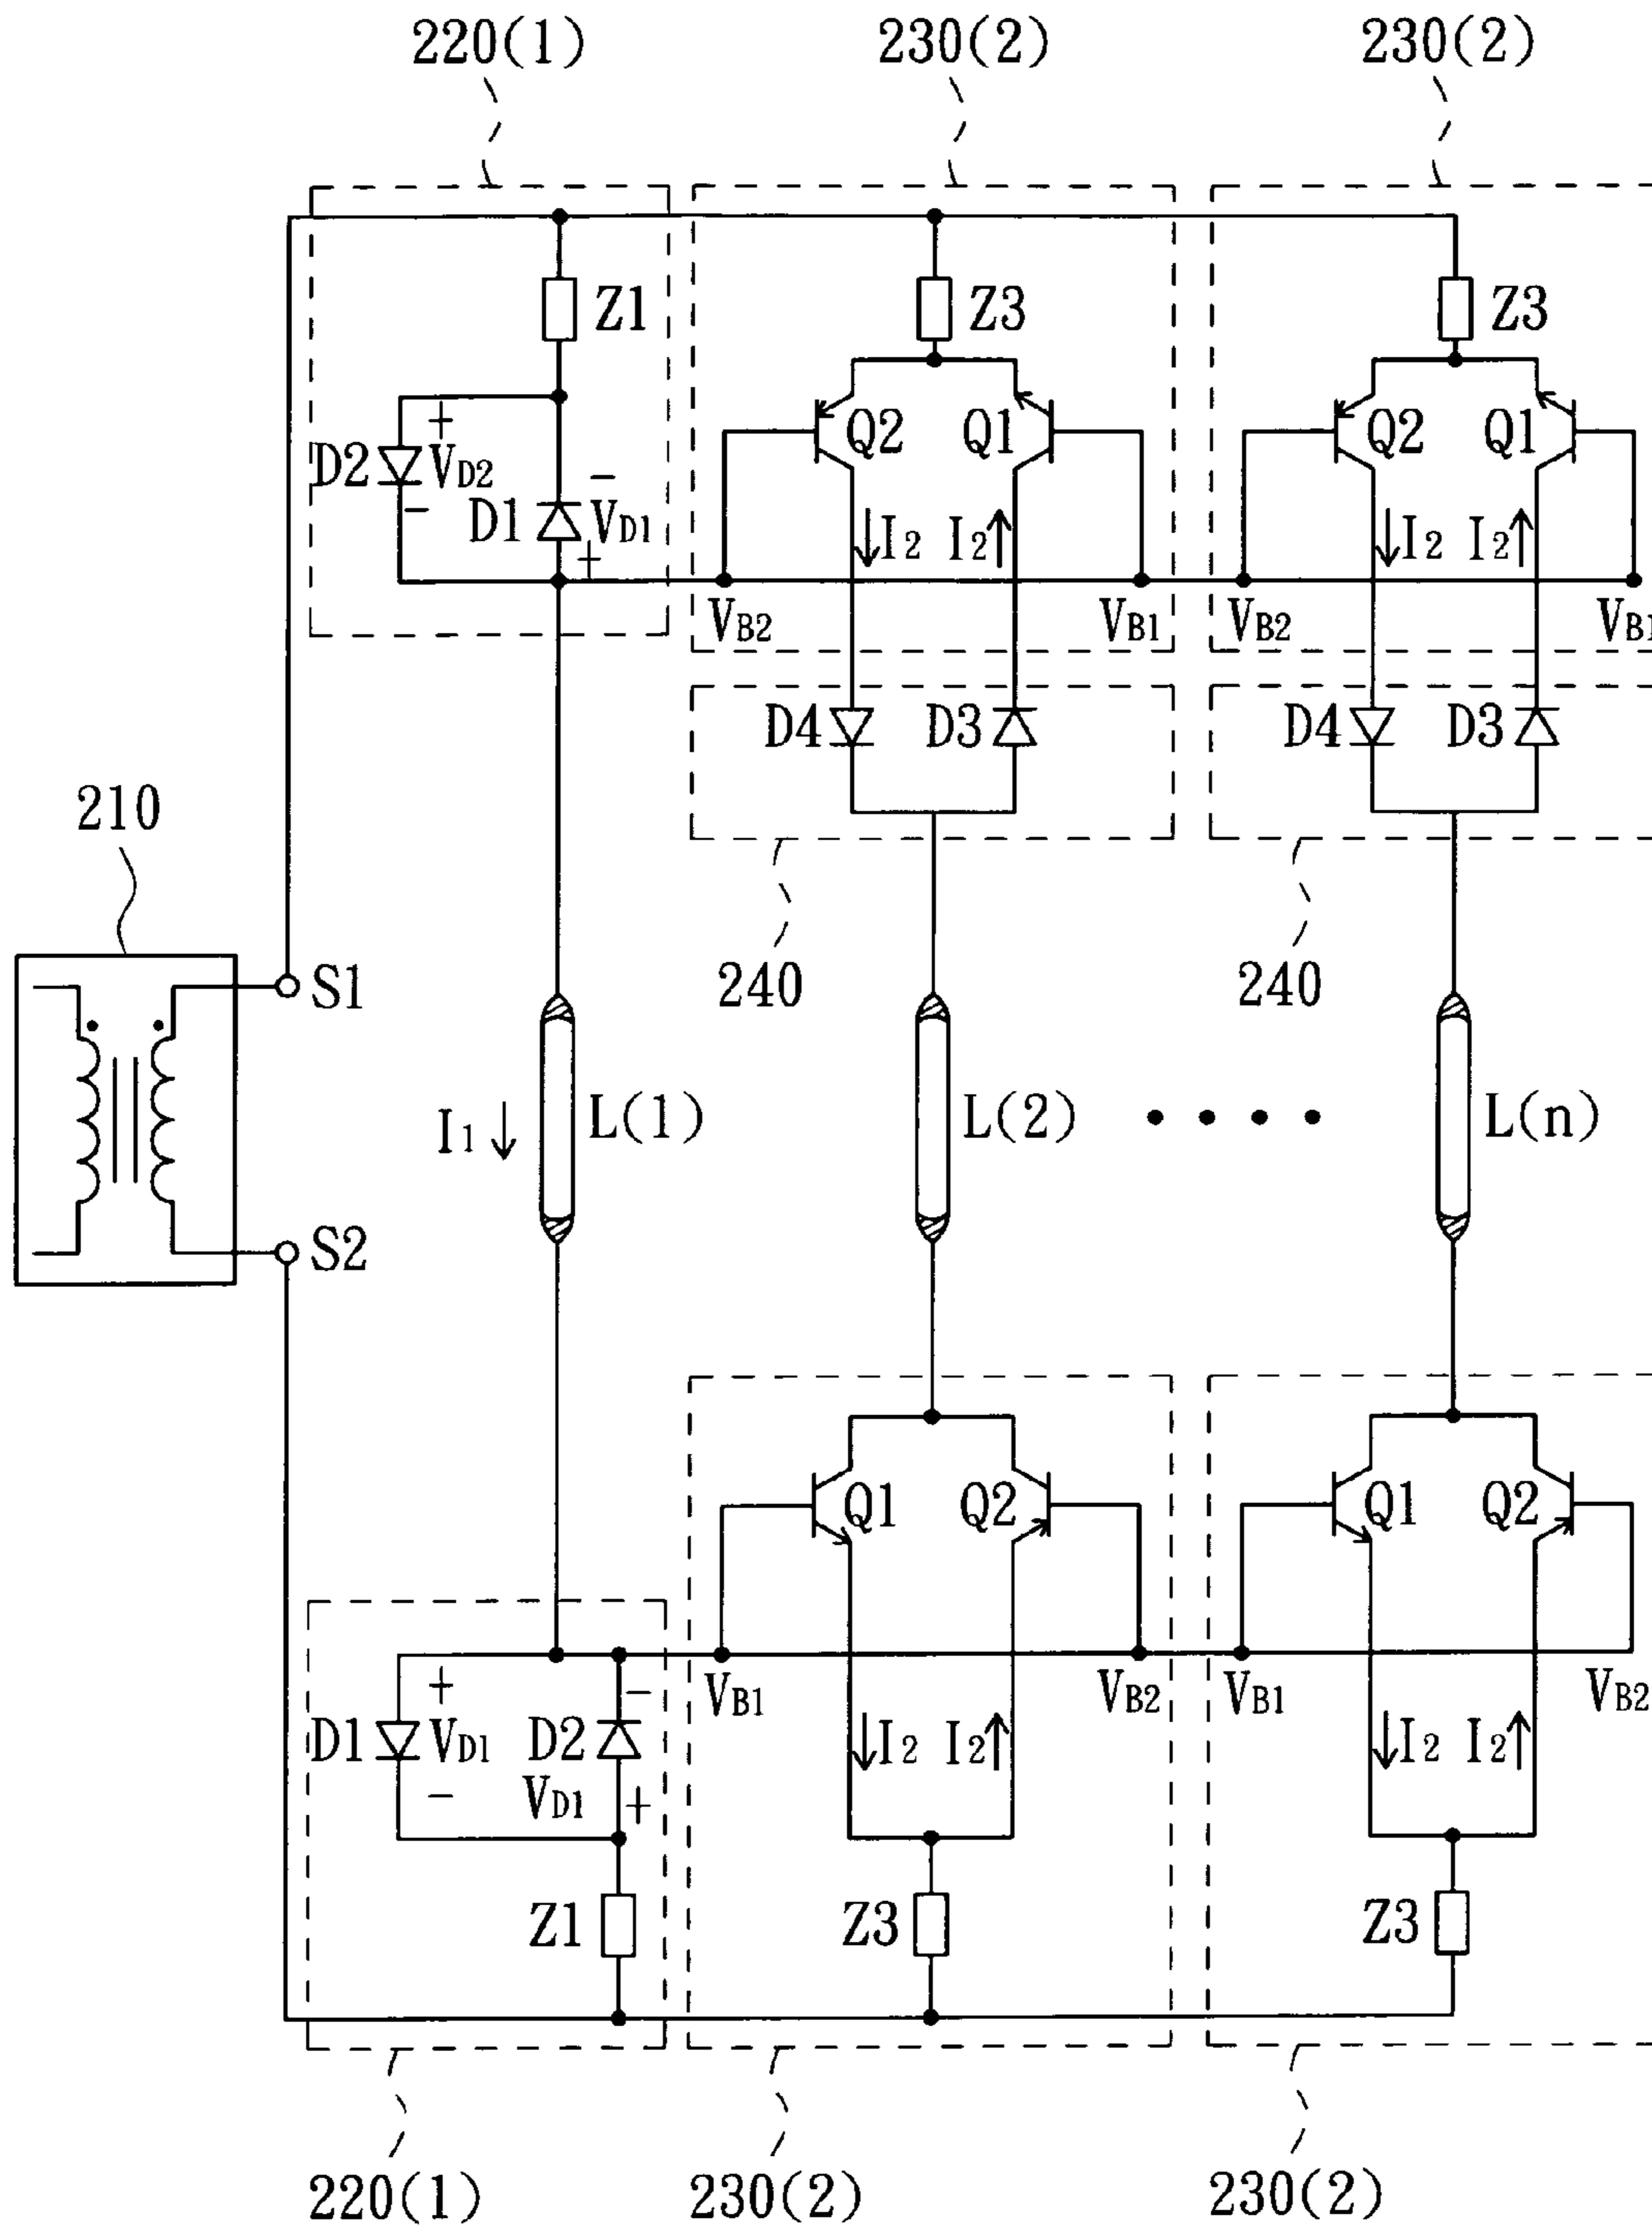 220(1) 230(2) 230(2)
Z1 Z3 Z3
D2 + VD2 - D1 - VD1 + Q2 Q1 Q2 Q1
I2 I2 I2 I2
VB2 VB1 VB2 VB1
D4 D3 D4 D3
210
240 240
S1
I1 L(1) L(2) L(n)
S2
Q1 Q2 Q1 Q2
VB1 VB2 VB1 VB2
D1 + VD1 - D2 - VD1 + I2 I2 I2 I2
Z1 Z3 Z3
220(1) 230(2) 230(2)